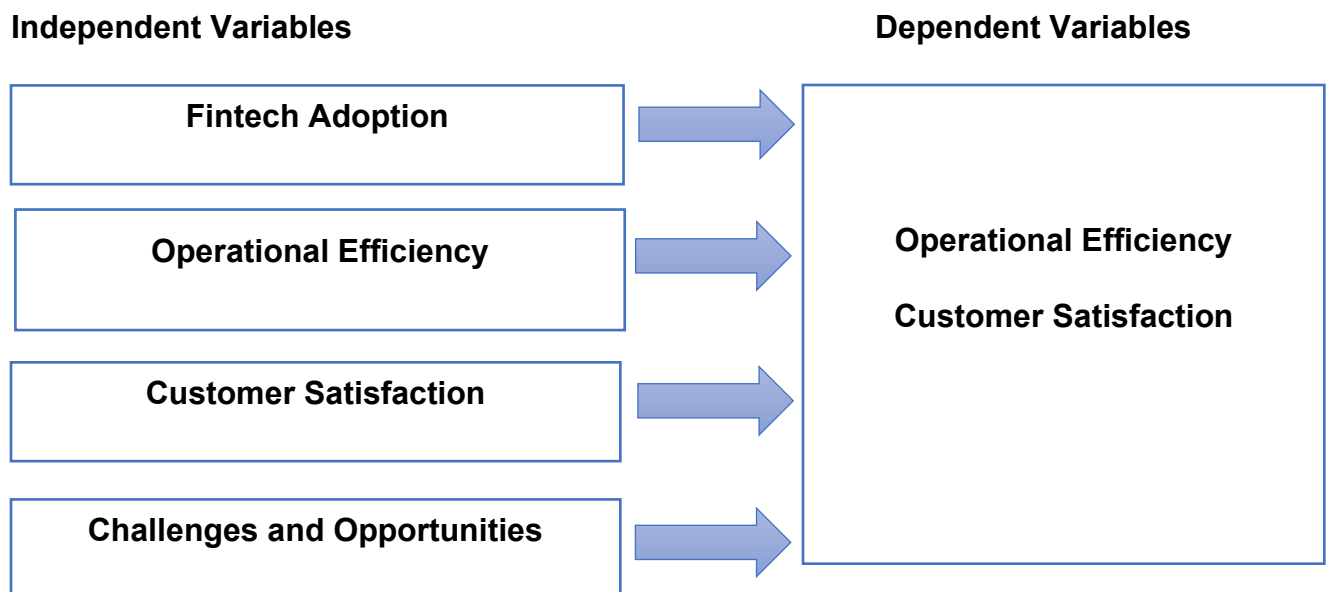 Independent Variables
Dependent Variables
Fintech Adoption
Operational Efficiency
Customer Satisfaction
Challenges and Opportunities
Operational Efficiency
Customer Satisfaction